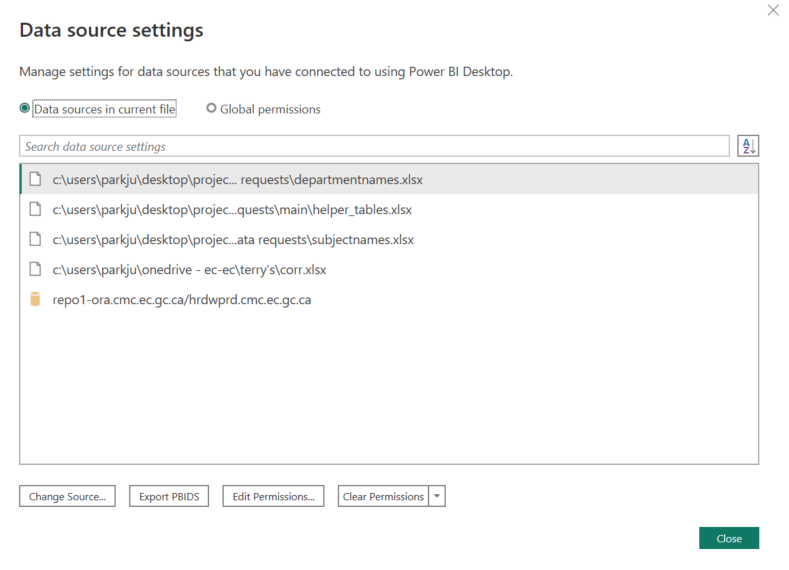 Data source settings
Manage settings for data sources that you have connected to using Power BI Desktop.
Data sources in current file Global permissions
Search data source settings
A
Z
c:\users\parkju\desktop\projec... requests\departmentnames.xlsx
c:\users\parkju\desktop\projec...quests\main\helper_tables.xlsx
c:\users\parkju\desktop\projec...ata requests\subjectnames.xlsx
c:\users\parkju\onedrive - ec-ec\terry's\corr.xlsx
repo1-ora.cmc.ec.gc.ca/hrdwprd.cmc.ec.gc.ca
Change Source... Export PBIDS Edit Permissions... Clear Permissions
Close